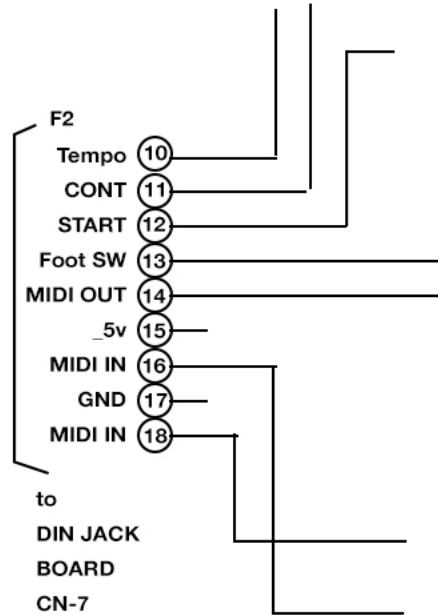 F2
Tempo 10
CONT 11
START 12
Foot SW 13
MIDI OUT 14
_5v 15
MIDI IN 16
GND 17
MIDI IN 18
to
DIN JACK
BOARD
CN-7